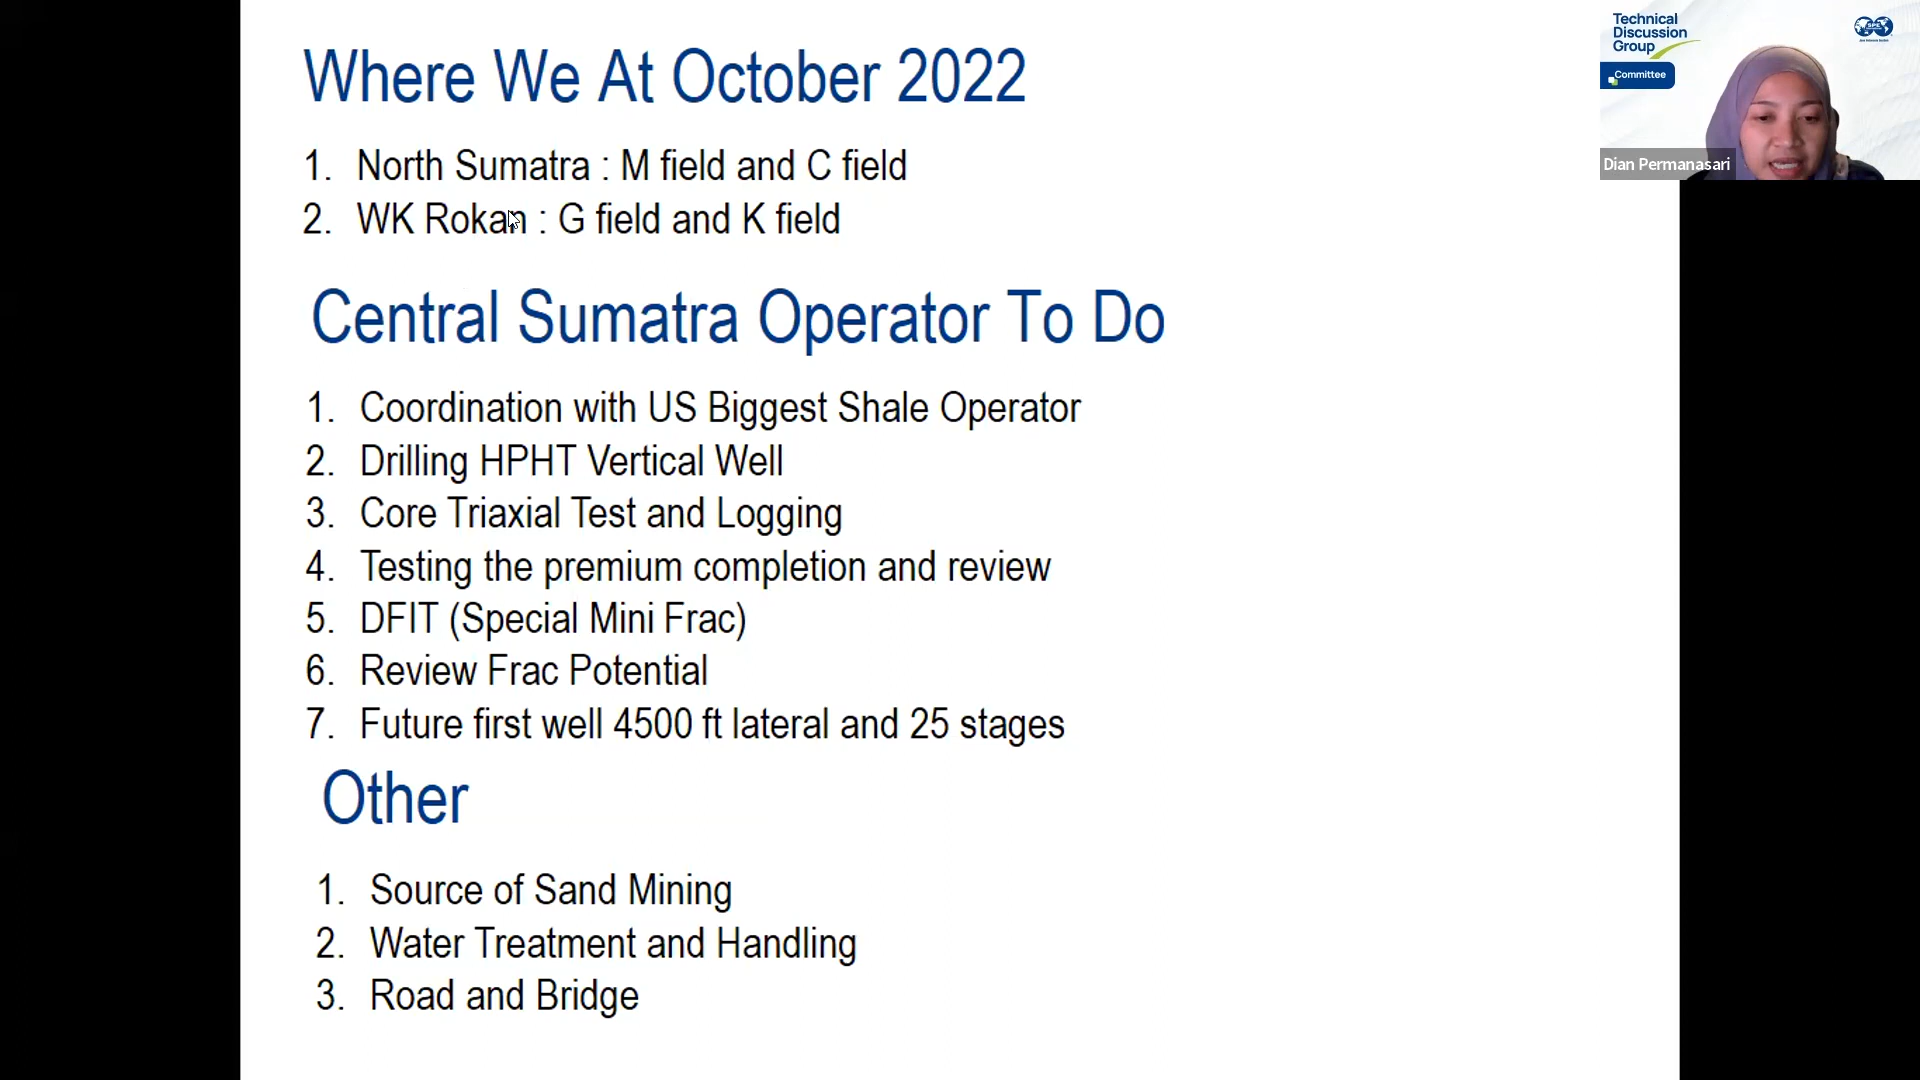 Where We At October 2022
1. North Sumatra : M field and C field
2. WK Rokan : G field and K field
Central Sumatra Operator To Do
1. Coordination with US Biggest Shale Operator
2. Drilling HPHT Vertical Well
3. Core Triaxial Test and Logging
4. Testing the premium completion and review
5. DFIT (Special Mini Frac)
6. Review Frac Potential
7. Future first well 4500 ft lateral and 25 stages
Other
1. Source of Sand Mining
2. Water Treatment and Handling
3. Road and Bridge
Technical
Discussion
Group
Committee
Dian Permanasari